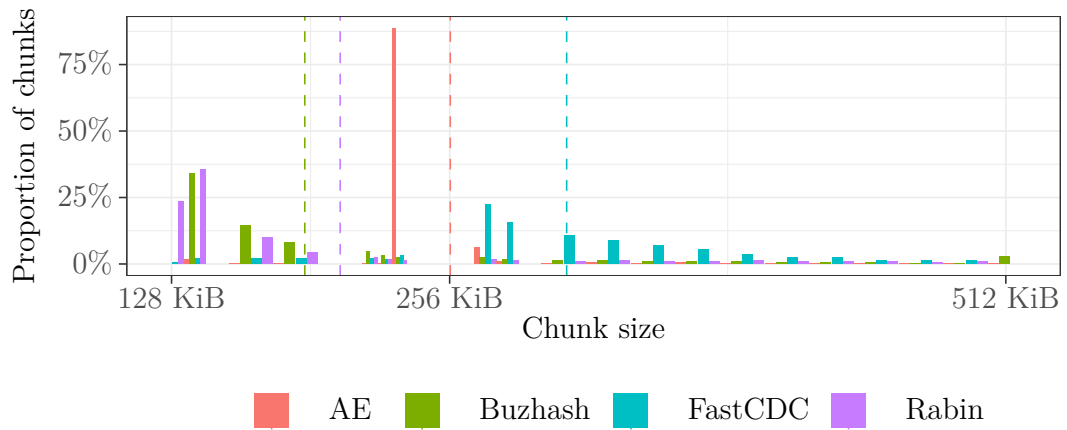 Proportion of chunks
75%
50%
25%
0%
128 KiB 256 KiB 512 KiB
Chunk size
AE Buzhash FastCDC Rabin